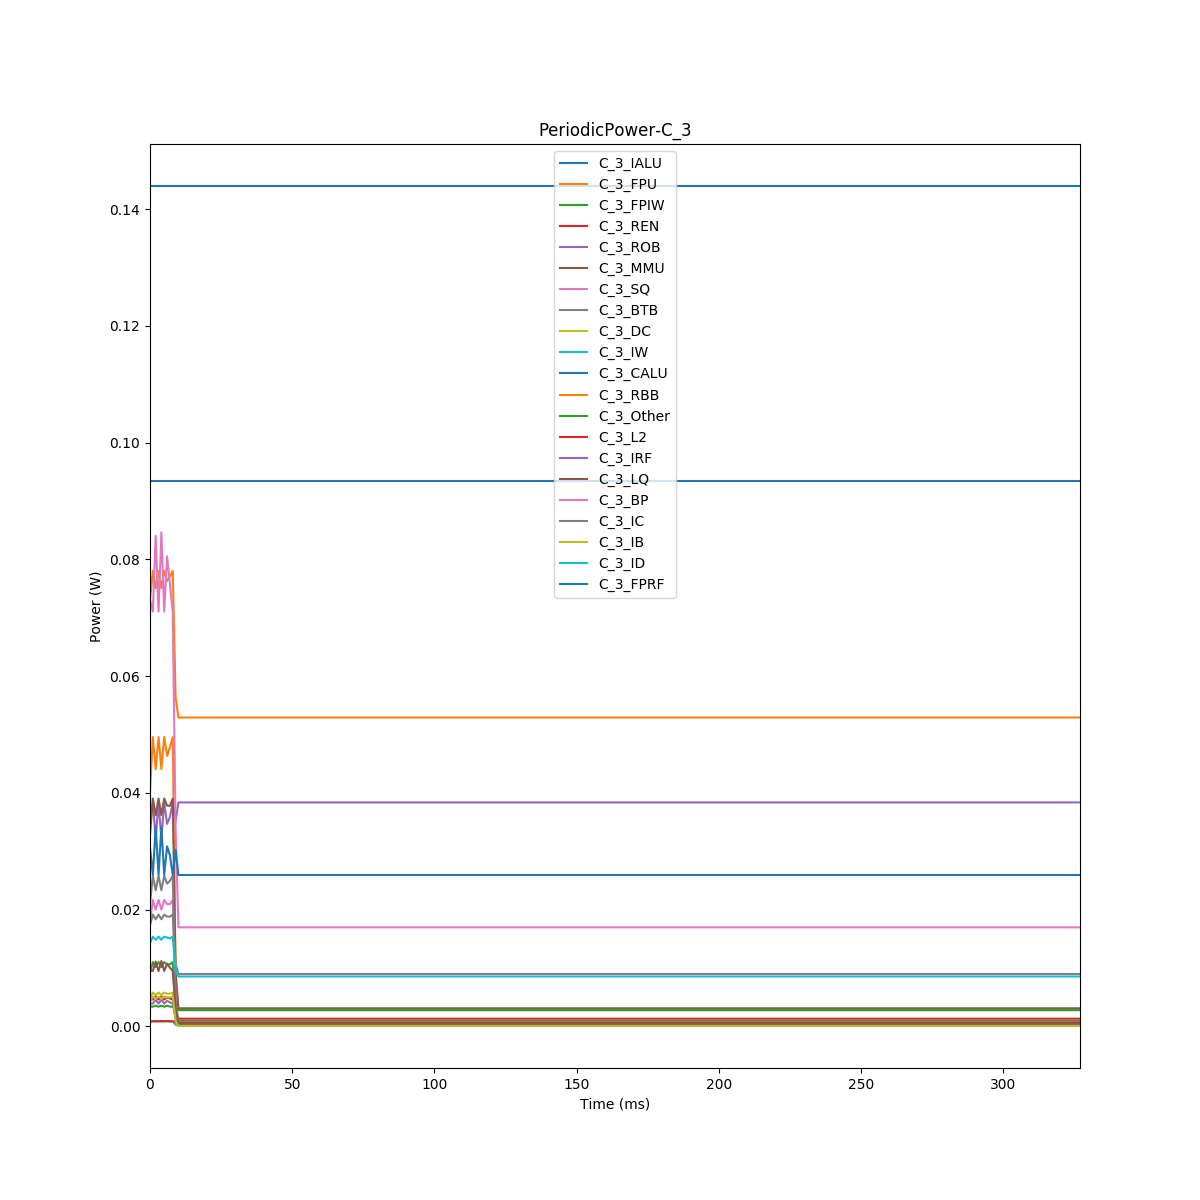 PeriodicPower-C_3
C_3_IALU
C_3_FPU
C_3_FPIW
C_3_REN
C_3_ROB
C_3_MMU
C_3_SQ
C_3_BTB
C_3_DC
C_3_IW
C_3_CALU
C_3_RBB
C_3_Other
C_3_L2
C_3_IRF
C_3_LQ
C_3_BP
C_3_IC
C_3_IB
C_3_ID
C_3_FPRF
0.14
0.12
0.10
0.08
0.06
0.04
0.02
0.00
Power (W)
0 50 100 150 200 250 300
Time (ms)